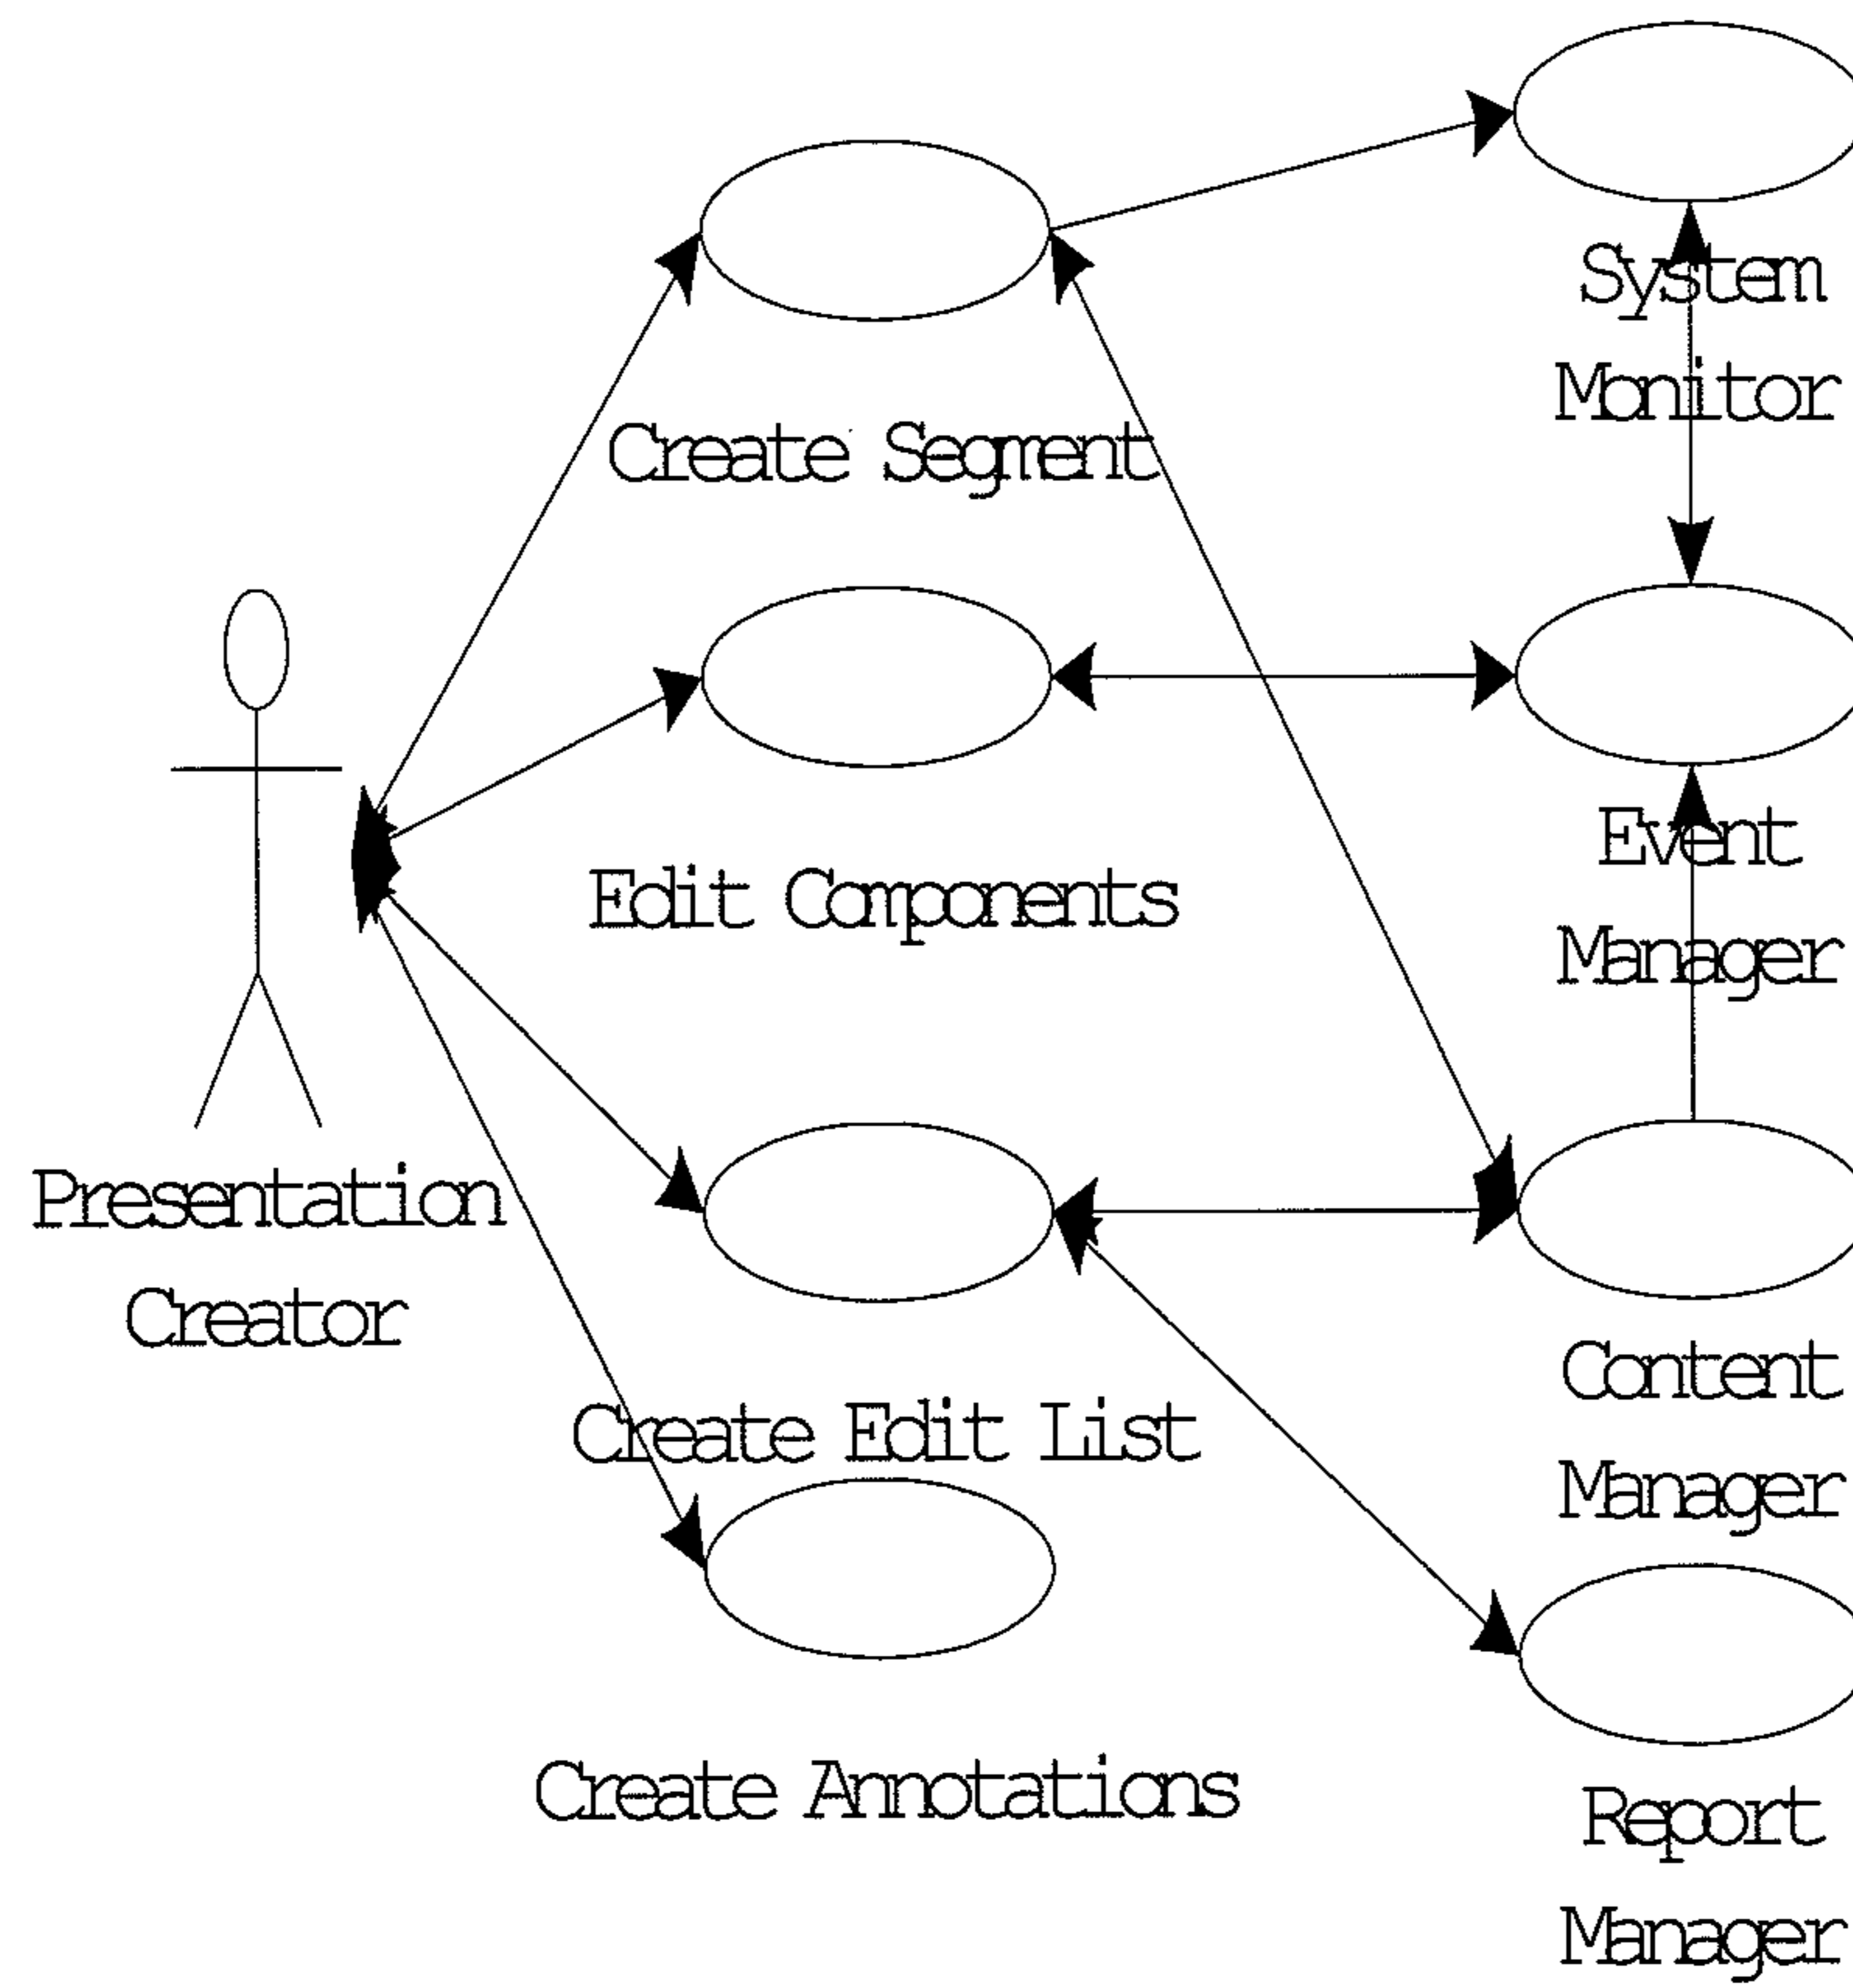 System
Monitor
Create Segment
Event
Manager
Edit Components
Presentation
Creator
Content
Manager
Create Edit List
Create Annotations
Report
Manager